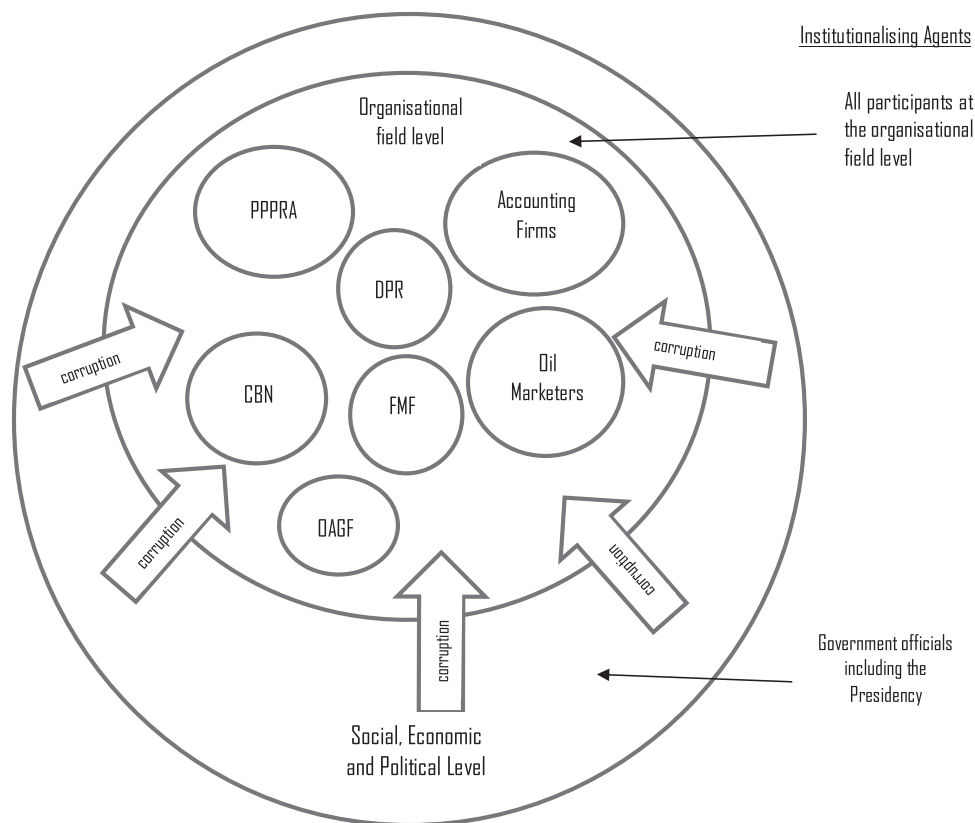 Institutionalising Agents
All participants at
the organisational
field level
Organisational
field level
PPPRA
Accounting
Firms
DPR
corruption
corruption
CBN
FMF
Oil
Marketers
OAGF
corruption
corruption
corruption
Government officials
including the
Presidency
Social, Economic
and Political Level